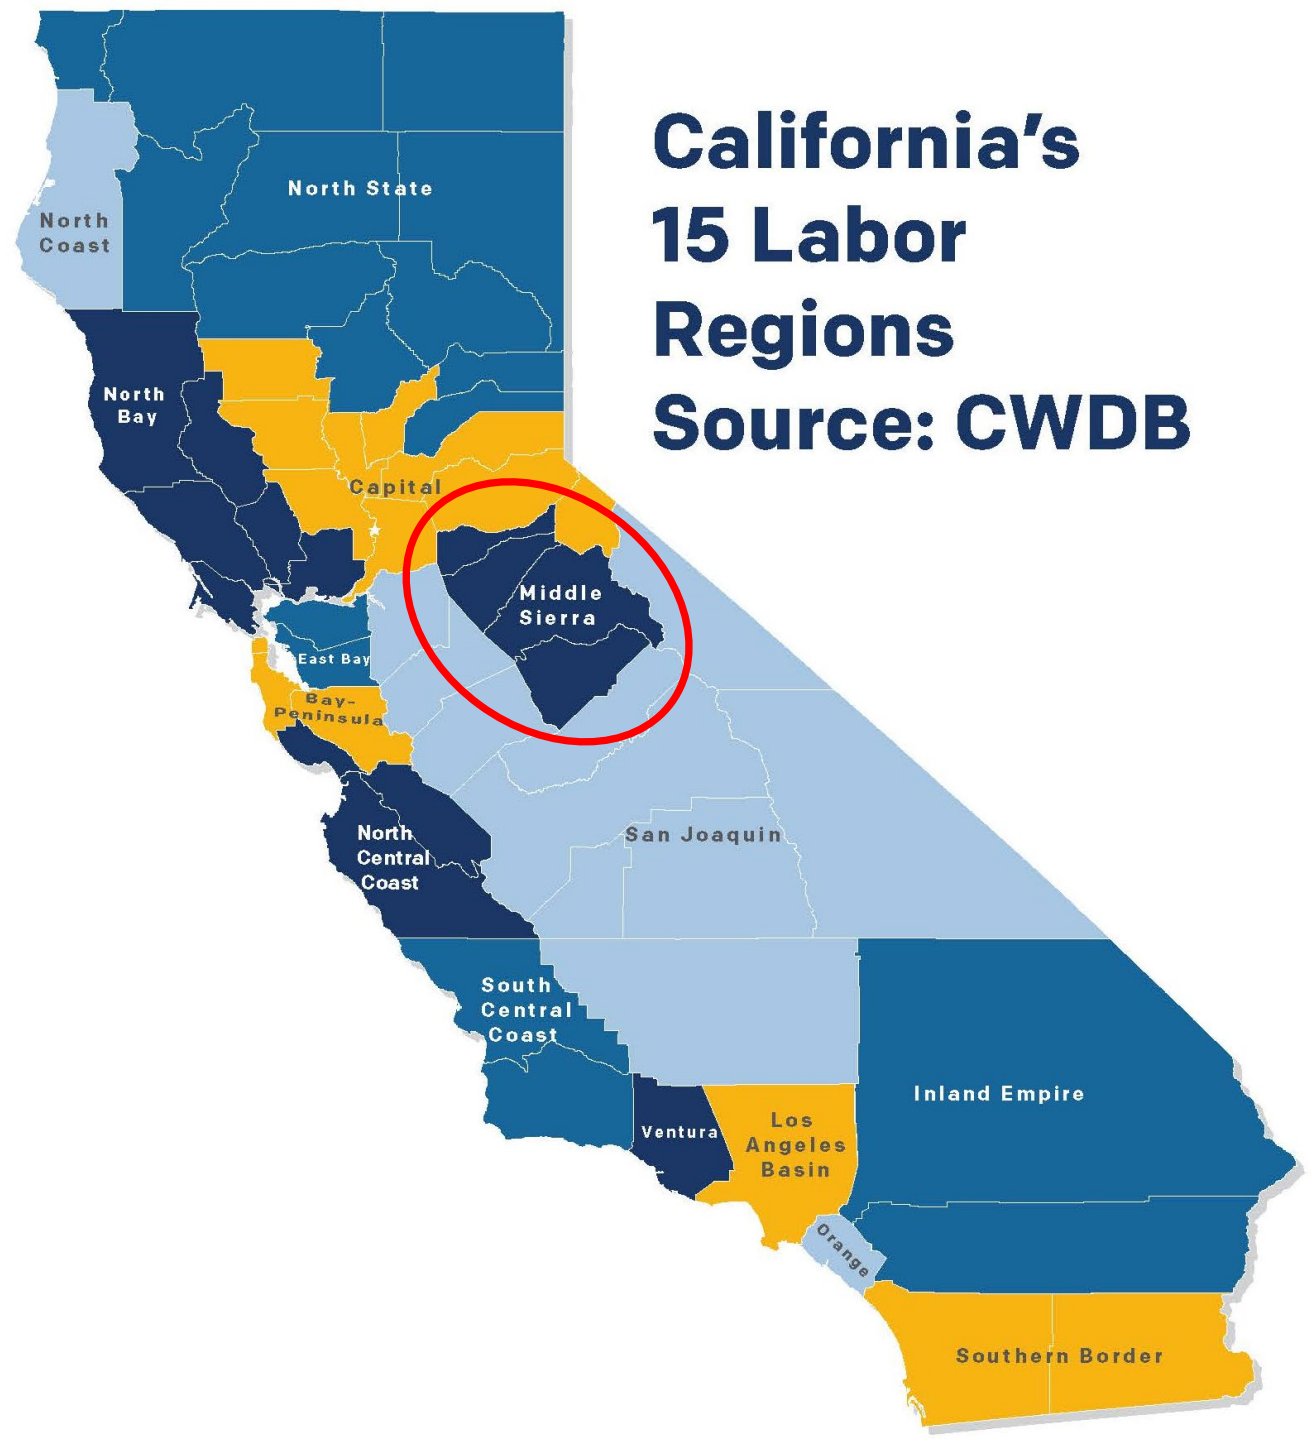 California's
15 Labor
Regions
Source: CWDB
North State
North
Coast
North
Bay
Capital
Middle
Sierra
East Bay
Bay-
Peninsula
North
Central
Coast
San Joaquin
South
Central
Coast
Inland Empire
Ventura
Los
Angeles
Basin
Orange
Southern Border